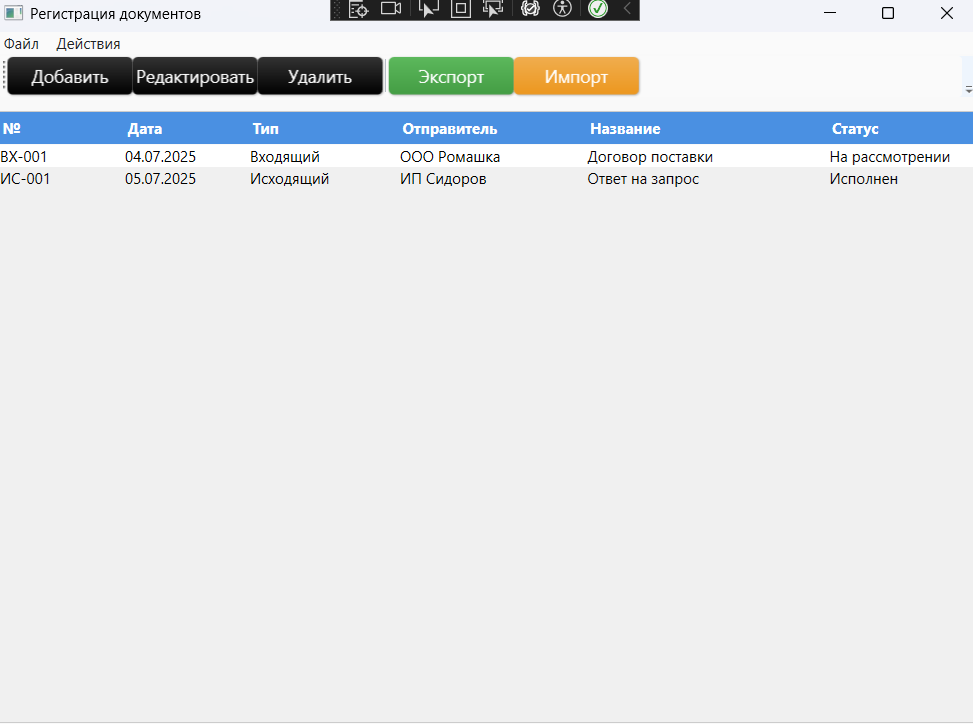 Регистрация документов
Файл Действия
Добавить Редактировать Удалить Экспорт Импорт
№ Дата Тип Отправитель Название Статус
ВХ-001 04.07.2025 Входящий ООО Ромашка Договор поставки На рассмотрении
ИС-001 05.07.2025 Исходящий ИП Сидоров Ответ на запрос Исполнен